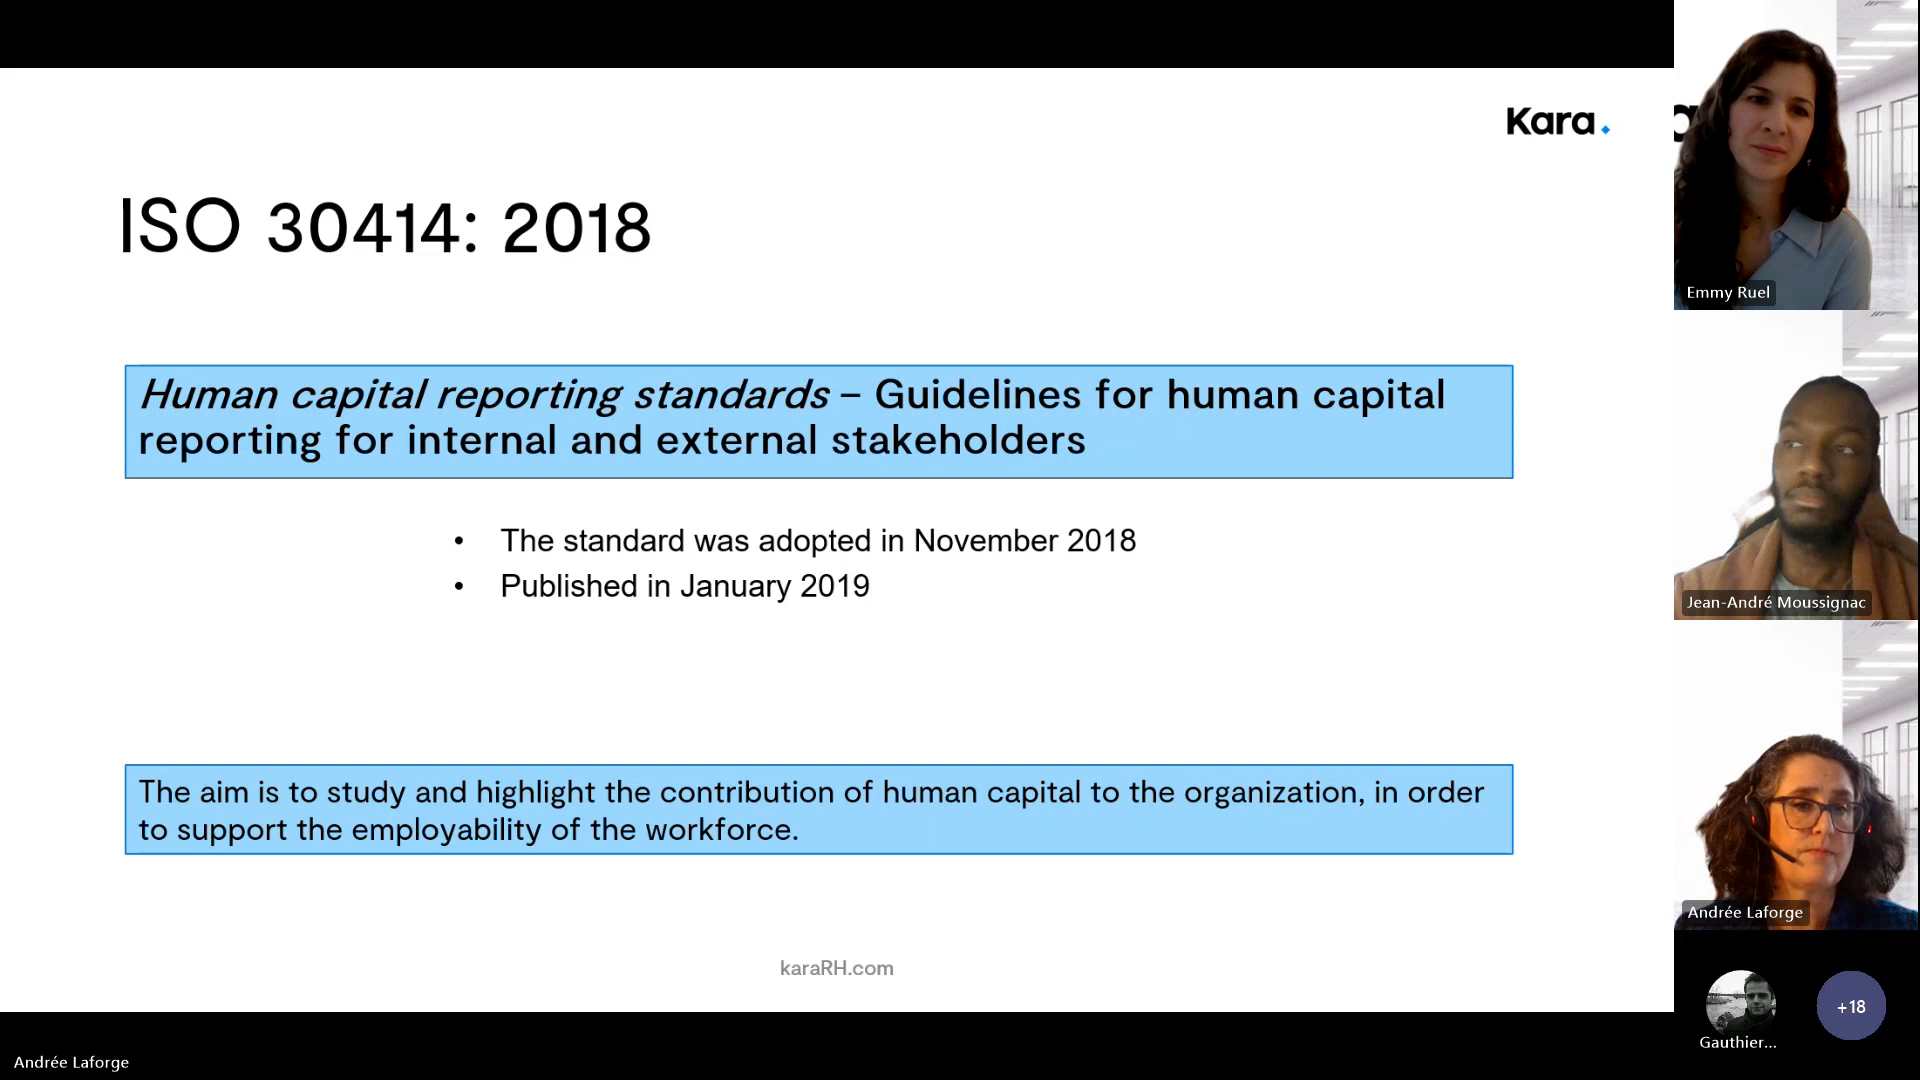 Kara.
ISO 30414: 2018
Human capital reporting standards – Guidelines for human capital
reporting for internal and external stakeholders
• The standard was adopted in November 2018
• Published in January 2019
The aim is to study and highlight the contribution of human capital to the organization, in order
to support the employability of the workforce.
karaRH.com
Andrée Laforge
Emmy Ruel
Jean-André Moussignac
Andrée Laforge
Gauthier...
+18